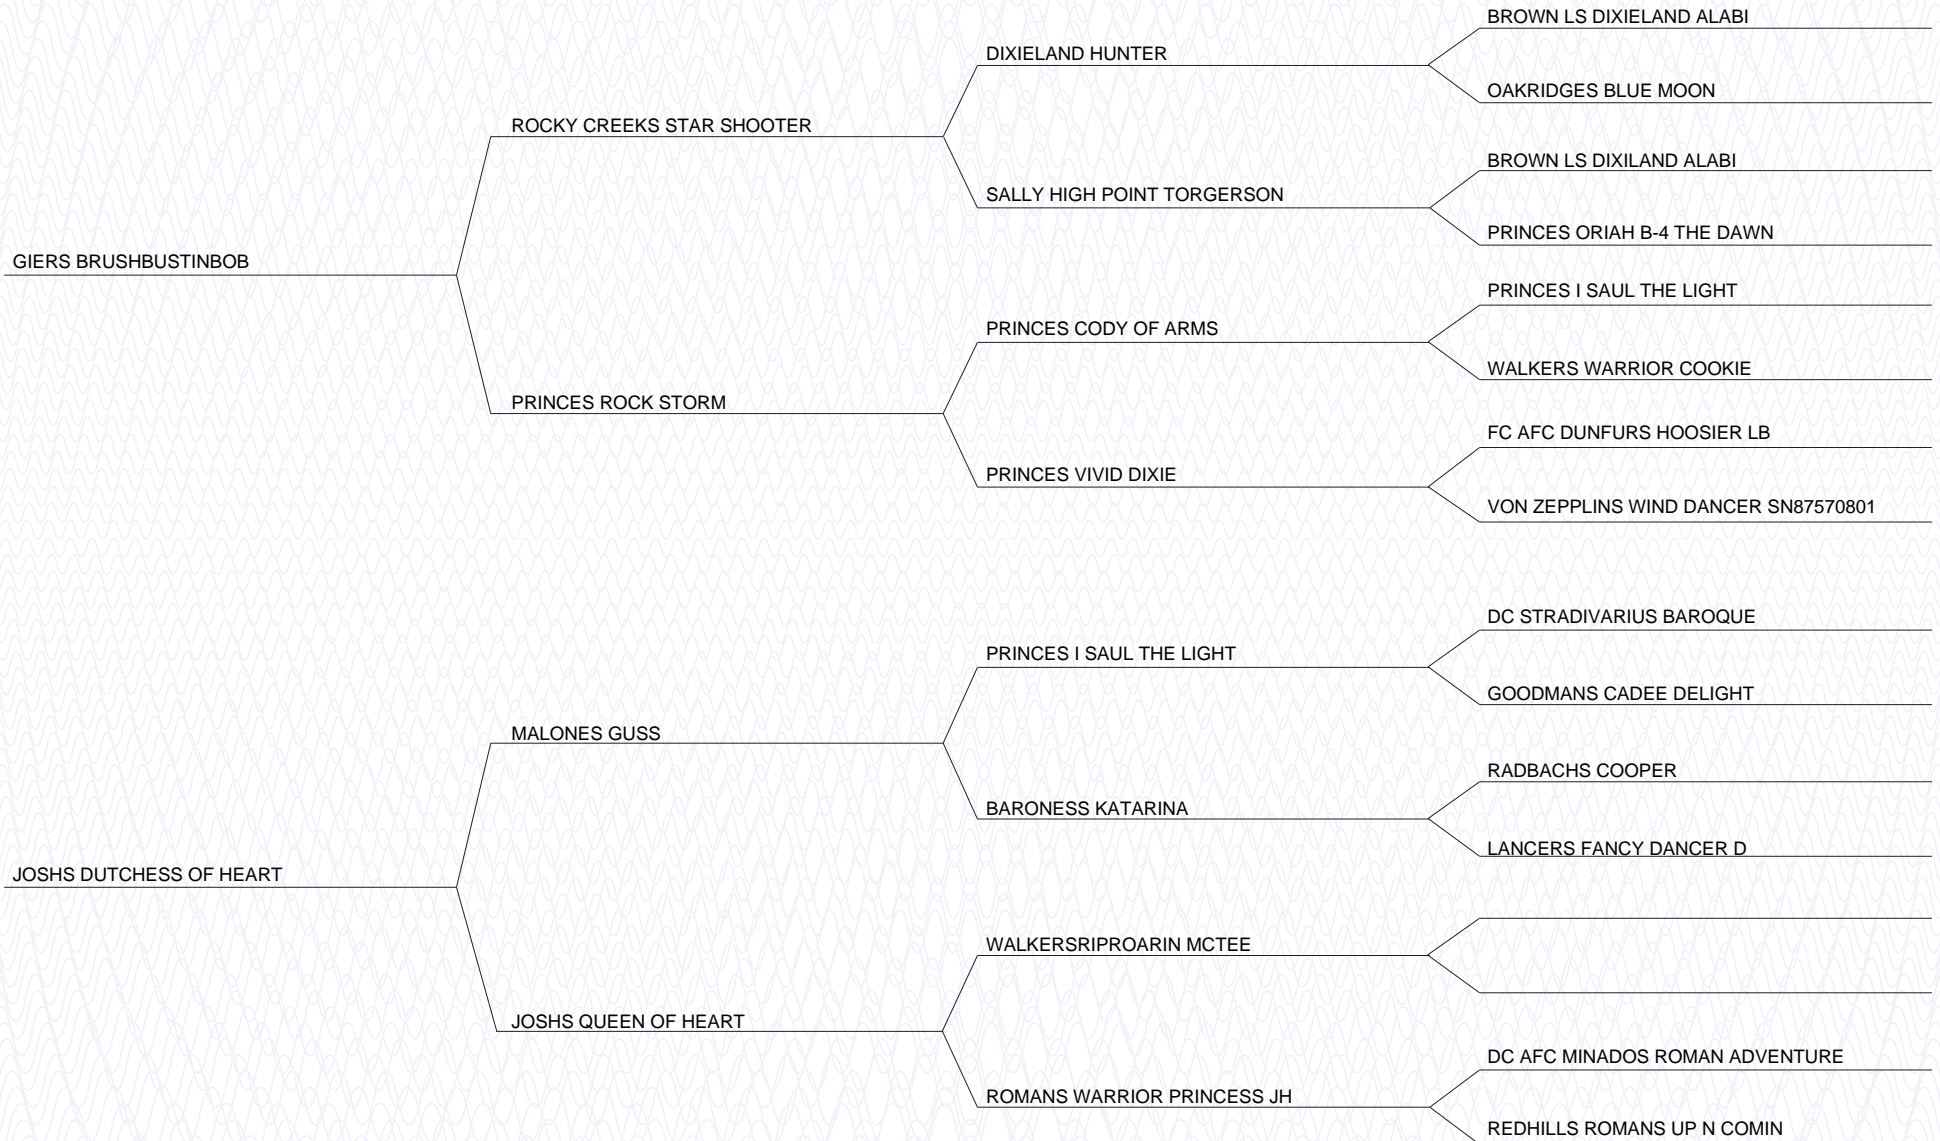 BROWN LS DIXIELAND ALABI
DIXIELAND HUNTER
OAKRIDGES BLUE MOON
ROCKY CREEKS STAR SHOOTER
BROWN LS DIXILAND ALABI
SALLY HIGH POINT TORGERSON
PRINCES ORIAH B-4 THE DAWN
GIERS BRUSHBUSTINBOB
PRINCES I SAUL THE LIGHT
PRINCES CODY OF ARMS
WALKERS WARRIOR COOKIE
PRINCES ROCK STORM
FC AFC DUNFURS HOOSIER LB
PRINCES VIVID DIXIE
VON ZEPPLINS WIND DANCER SN87570801
DC STRADIVARIUS BAROQUE
PRINCES I SAUL THE LIGHT
GOODMANS CADEE DELIGHT
MALONES GUSS
RADBACHS COOPER
BARONESS KATARINA
LANCERS FANCY DANCER D
JOSHS DUTCHESS OF HEART
WALKERSRIPROARIN MCTEE
JOSHS QUEEN OF HEART
DC AFC MINADOS ROMAN ADVENTURE
ROMANS WARRIOR PRINCESS JH
REDHILLS ROMANS UP N COMIN